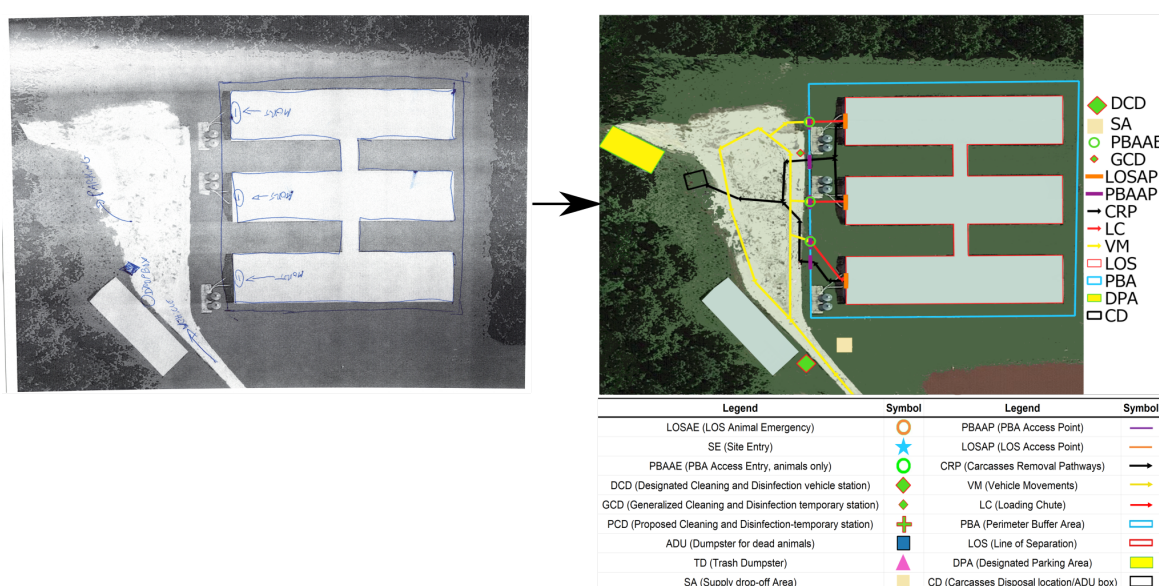 PARKING
DROPBOX
DCD
SA
PBAAE
GCD
LOSAP
PBAAP
CRP
LC
VM
LOS
PBA
DPA
CD
Legend Symbol Legend Symbol
LOSAE (LOS Animal Emergency) PBAAP (PBA Access Point)
SE (Site Entry) LOSAP (LOS Access Point)
PBAAE (PBA Access Entry, animals only) CRP (Carcasses Removal Pathways)
DCD (Designated Cleaning and Disinfection vehicle station) VM (Vehicle Movements)
GCD (Generalized Cleaning and Disinfection temporary station) LC (Loading Chute)
PCD (Proposed Cleaning and Disinfection-temporary station) PBA (Perimeter Buffer Area)
ADU (Dumpster for dead animals) LOS (Line of Separation)
TD (Trash Dumpster) DPA (Designated Parking Area)
SA (Supply drop-off Area) CD (Carcasses Disposal location/ADU box)